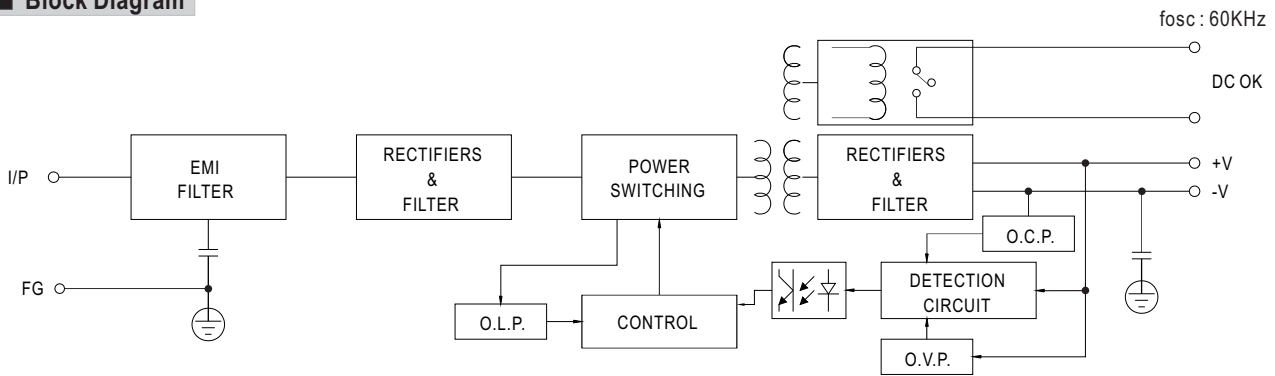 ■ Block Diagram
fosc : 60KHz
DC OK
I/P
EMI
FILTER
RECTIFIERS
&
FILTER
POWER
SWITCHING
RECTIFIERS
&
FILTER
+V
-V
O.C.P.
FG
O.L.P.
CONTROL
DETECTION
CIRCUIT
O.V.P.